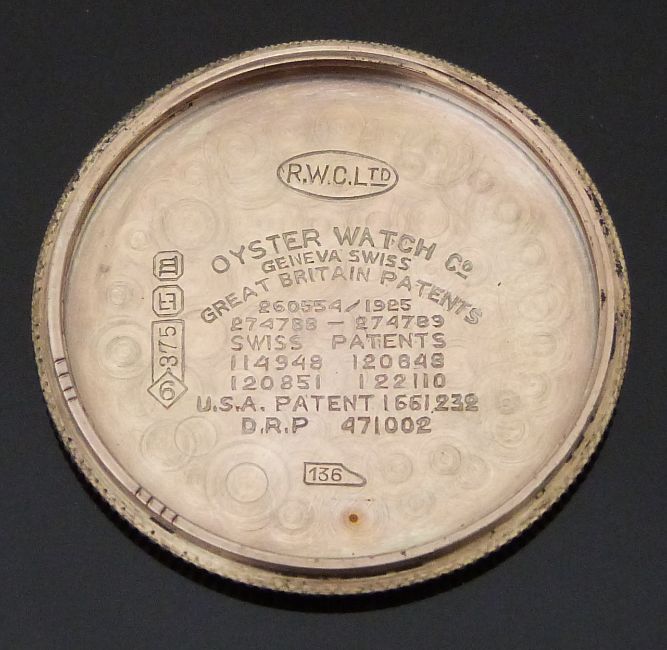 R.W.C.LTD
OYSTER WATCH Co
GENEVA SWISS
GREAT BRITAIN PATENTS
260554/1925
274788 - 274789
SWISS PATENTS
114948 120848
120851 122110
U.S.A. PATENT 1661232
D.R.P 471002
136
375
6